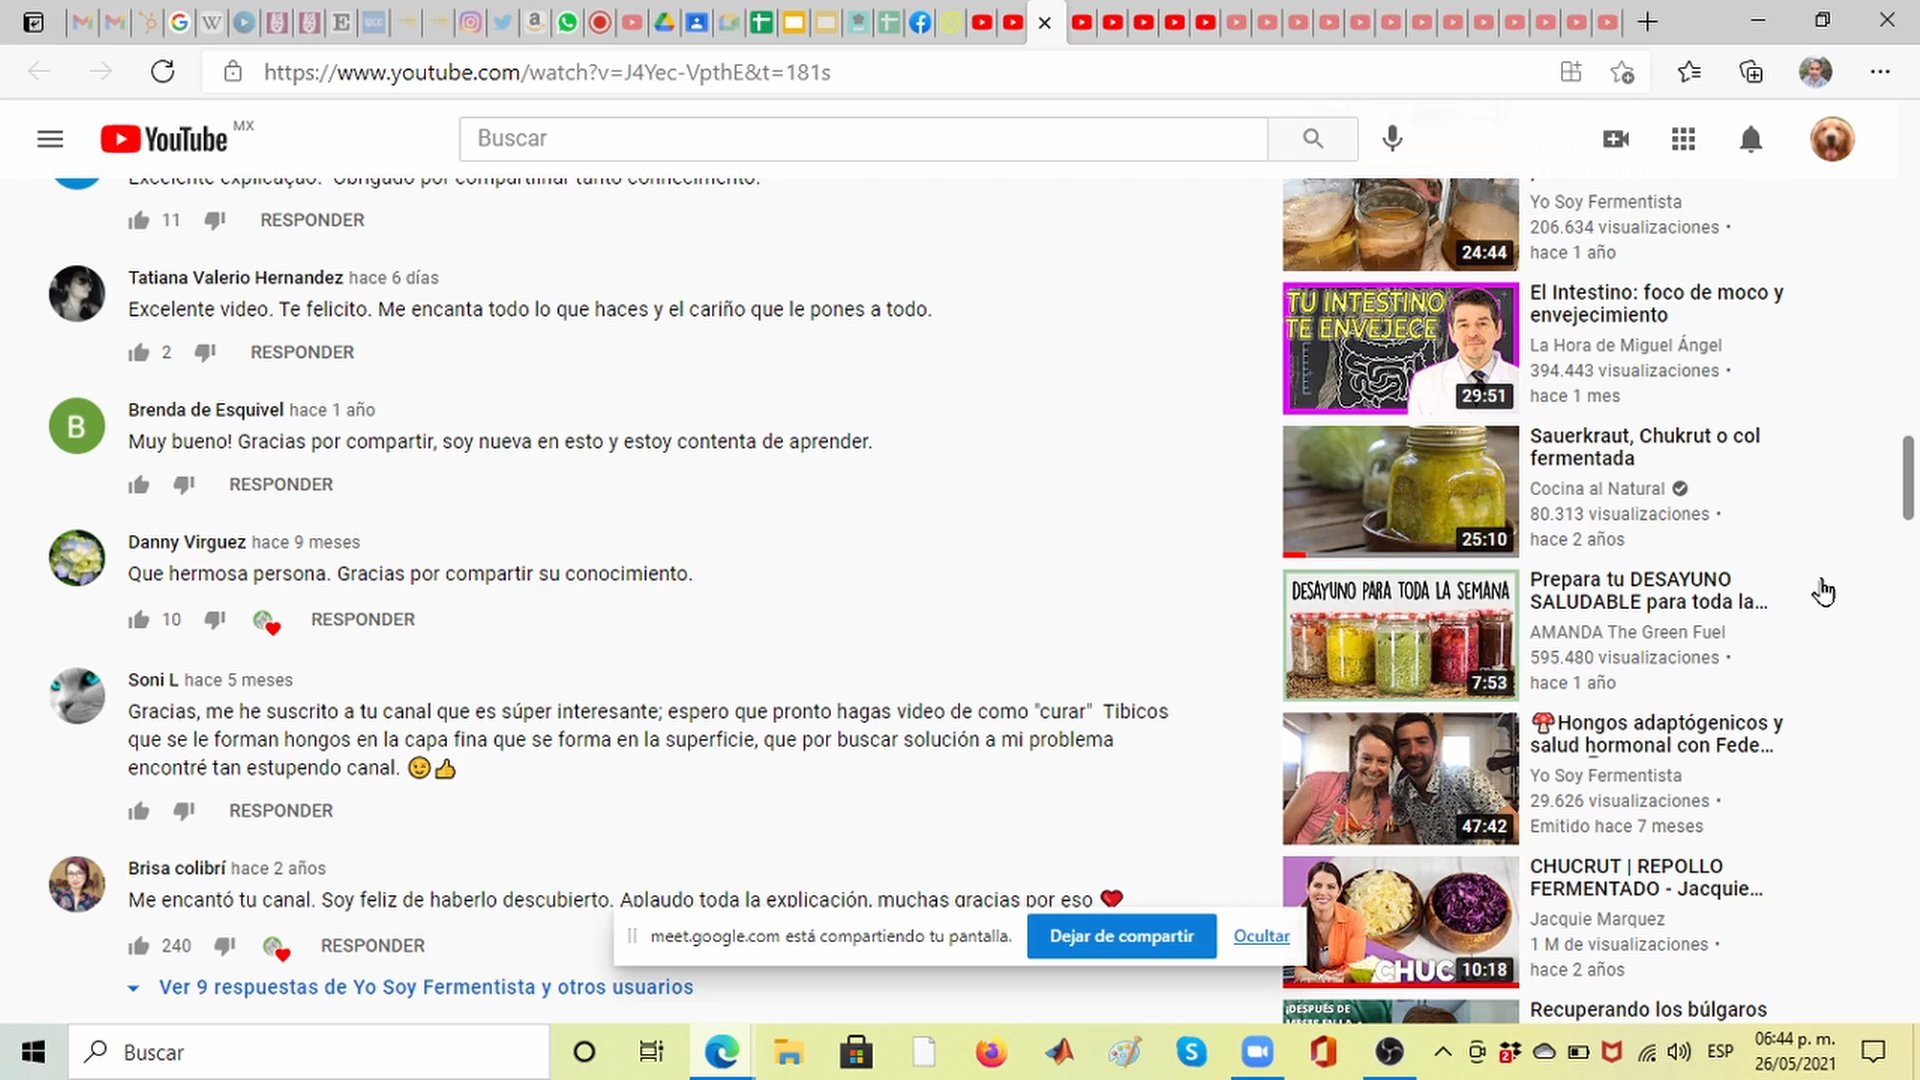 https://www.youtube.com/watch?v=J4Yec-VpthE&t=181s
YouTube MX
Buscar
Excelente explicação. Obrigado por compartilhar tanto conhecimento.
11 RESPONDER
Tatiana Valerio Hernandez hace 6 días
Excelente video. Te felicito. Me encanta todo lo que haces y el cariño que le pones a todo.
2 RESPONDER
Brenda de Esquivel hace 1 año
Muy bueno! Gracias por compartir, soy nueva en esto y estoy contenta de aprender.
RESPONDER
Danny Virguez hace 9 meses
Que hermosa persona. Gracias por compartir su conocimiento.
10 RESPONDER
Soni L hace 5 meses
Gracias, me he suscrito a tu canal que es súper interesante; espero que pronto hagas video de como "curar" Tibicos
que se le forman hongos en la capa fina que se forma en la superficie, que por buscar solución a mi problema
encontré tan estupendo canal. 😉👍
RESPONDER
Brisa colibrí hace 2 años
Me encantó tu canal. Soy feliz de haberlo descubierto. Aplaudo toda la explicación, muchas gracias por eso ❤
240 RESPONDER
Ver 9 respuestas de Yo Soy Fermentista y otros usuarios
meet.google.com está compartiendo tu pantalla.
Dejar de compartir
Ocultar
24:44
Yo Soy Fermentista
206.634 visualizaciones •
hace 1 año
TU INTESTINO
TE ENVEJECE
29:51
El Intestino: foco de moco y
envejecimiento
La Hora de Miguel Ángel
394.443 visualizaciones •
hace 1 mes
25:10
Sauerkraut, Chukrut o col
fermentada
Cocina al Natural
80.313 visualizaciones •
hace 2 años
DESAYUNO PARA TODA LA SEMANA
7:53
Prepara tu DESAYUNO
SALUDABLE para toda la...
AMANDA The Green Fuel
595.480 visualizaciones •
hace 1 año
47:42
🍄Hongos adaptógenicos y
salud hormonal con Fede...
Yo Soy Fermentista
29.626 visualizaciones •
Emitido hace 7 meses
CHUC
10:18
CHUCRUT | REPOLLO
FERMENTADO - Jacquie...
Jacquie Marquez
1 M de visualizaciones •
hace 2 años
¡DESPUÉS DE
Recuperando los búlgaros
Buscar
ESP
06:44 p. m.
26/05/2021